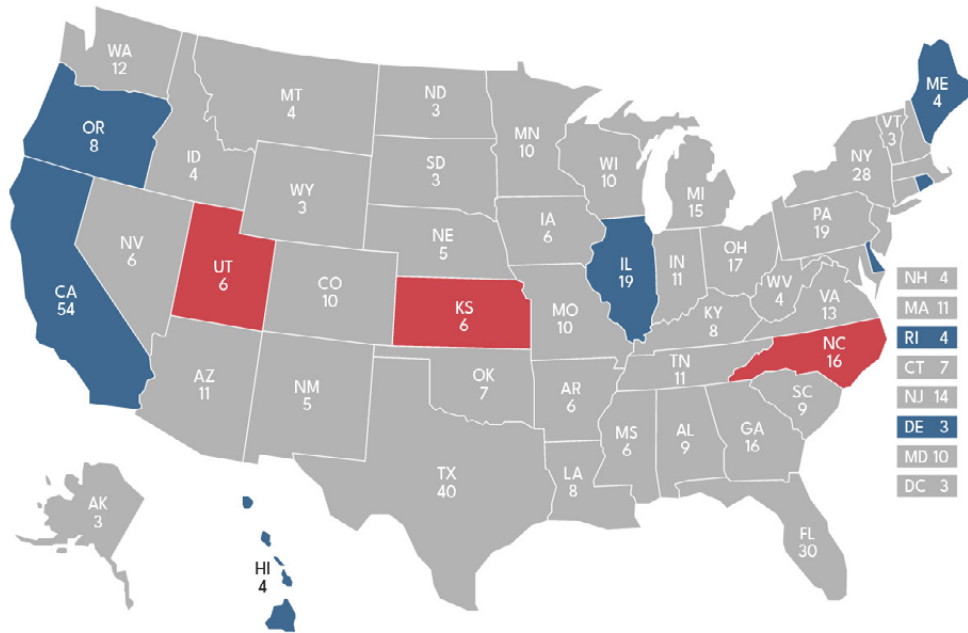 WA
12
OR
8
CA
54
NV
6
ID
4
MT
4
WY
3
UT
6
AZ
11
CO
10
NM
5
ND
3
SD
3
NE
5
KS
6
OK
7
TX
40
MN
10
IA
6
MO
10
AR
6
LA
8
WI
10
IL
19
MI
15
IN
11
OH
17
KY
8
TN
11
MS
6
AL
9
GA
16
FL
30
SC
9
NC
16
VA
13
WV
4
PA
19
NY
28
VT
3
ME
4
NH 4
MA 11
RI 4
CT 7
NJ 14
DE 3
MD 10
DC 3
AK
3
HI
4